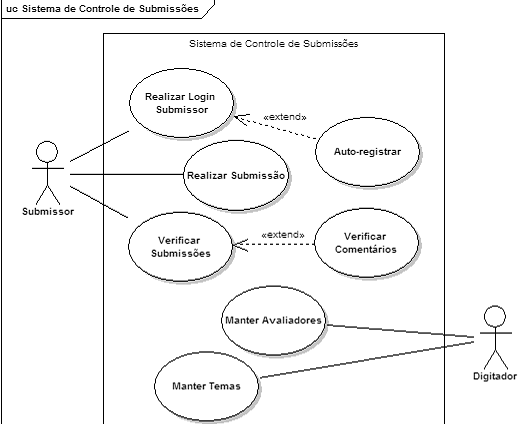 uc Sistema de Controle de Submissões
Sistema de Controle de Submissões
Realizar Login
Submissor
«extend»
Auto-registrar
Realizar Submissão
Submissor
Verificar
Submissões
«extend»
Verificar
Comentários
Manter Avaliadores
Digitador
Manter Temas